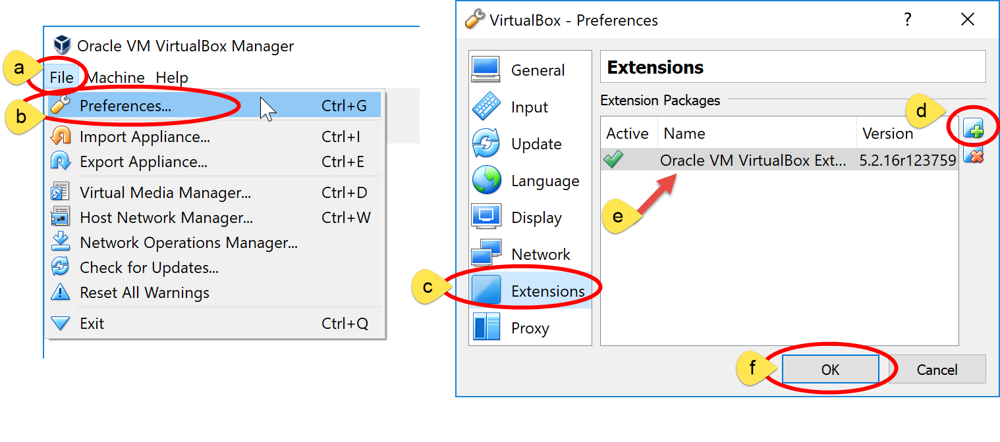 Oracle VM VirtualBox Manager
a
File Machine Help
b
Preferences... Ctrl+G
Import Appliance... Ctrl+I
Export Appliance... Ctrl+E
Virtual Media Manager... Ctrl+D
Host Network Manager... Ctrl+W
Network Operations Manager...
Check for Updates...
Reset All Warnings
Exit Ctrl+Q
VirtualBox - Preferences ?
General
Input
Update
Language
Display
Network
c
Extensions
Proxy
Extensions
Extension Packages
d
Active Name Version
Oracle VM VirtualBox Ext... 5.2.16r123759
e
f
OK Cancel